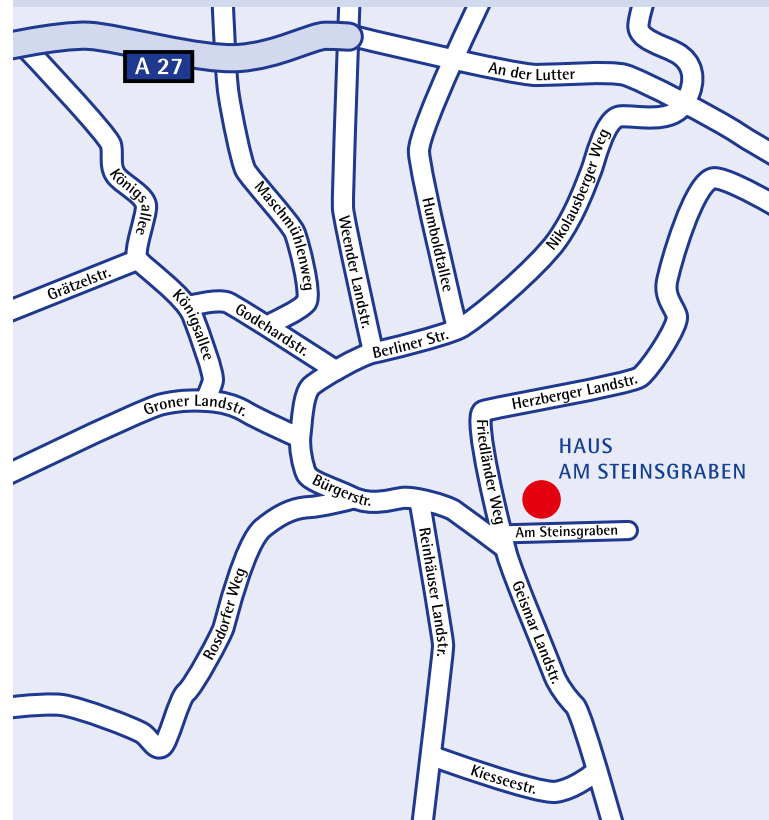 A 27
An der Lutter
Königsallee
Maschmühlenweg
Weender Landstr.
Humboldtallee
Nikolausberger Weg
Grätzelstr.
Königsallee
Godehardstr.
Berliner Str.
Groner Landstr.
Herzberger Landstr.
Friedländer Weg
HAUS
AM STEINSGRABEN
Bürgerstr.
Am Steinsgraben
Reinhäuser Landstr.
Rosdorfer Weg
Geismar Landstr.
Kiesseestr.